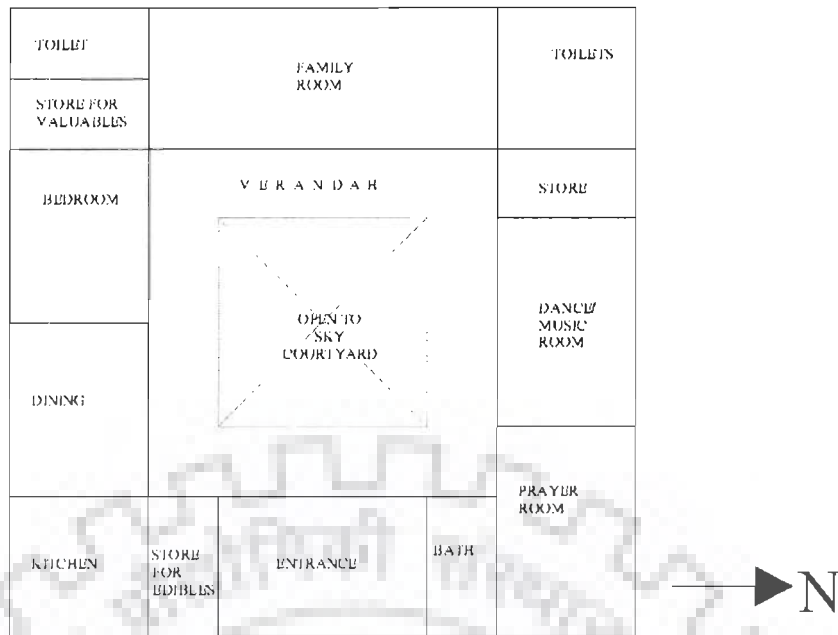 TOILET
FAMILY
ROOM
TOILETS
STORE FOR
VALUABLES
VERANDAH
BEDROOM
STORE
OPEN TO
SKY
COURTYARD
DANCE/
MUSIC
ROOM
DINING
PRAYER
ROOM
KITCHEN
STORE
FOR
EDIBLES
ENTRANCE
BATH
N